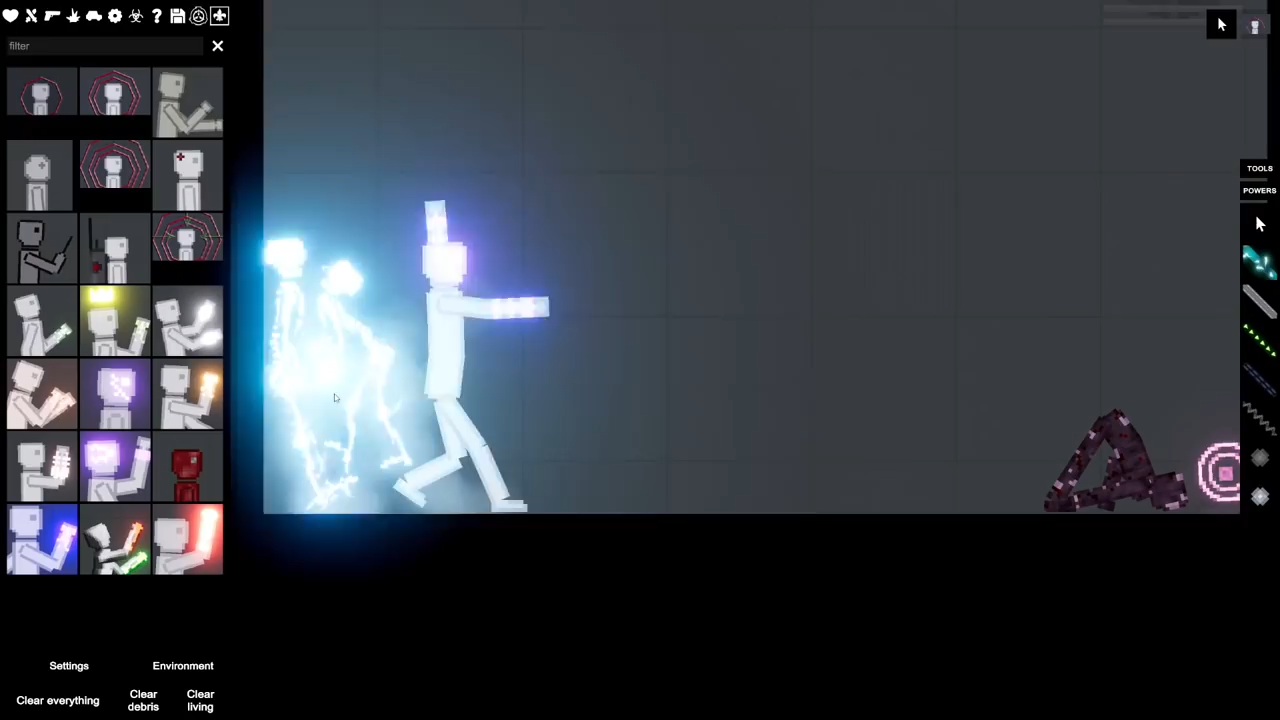 ?
filter
TOOLS
POWERS
Settings
Environment
Clear everything
Clear
debris
Clear
living